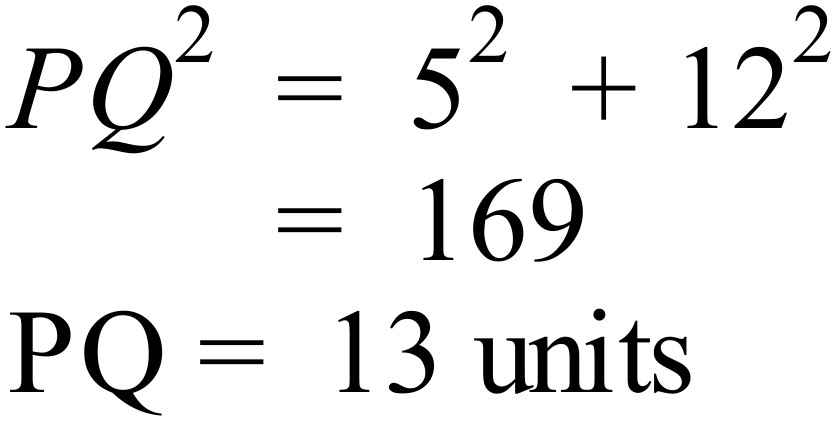 PQ² = 5² + 12²
= 169
PQ = 13 units